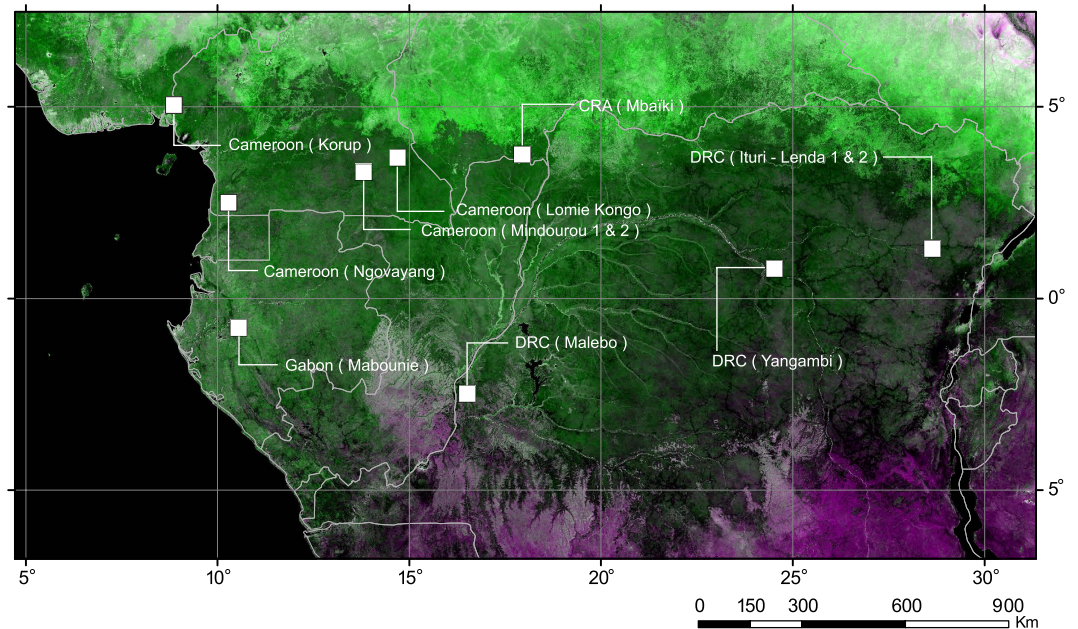 5°
CRA ( Mbaïki )
Cameroon ( Korup )
DRC ( Ituri - Lenda 1 & 2 )
Cameroon ( Lomie Kongo )
Cameroon ( Mindourou 1 & 2 )
Cameroon ( Ngovayang )
0°
DRC ( Malebo )
DRC ( Yangambi )
Gabon ( Mabounie )
5°
5°
10°
15°
20°
25°
30°
0
150
300
600
900
Km